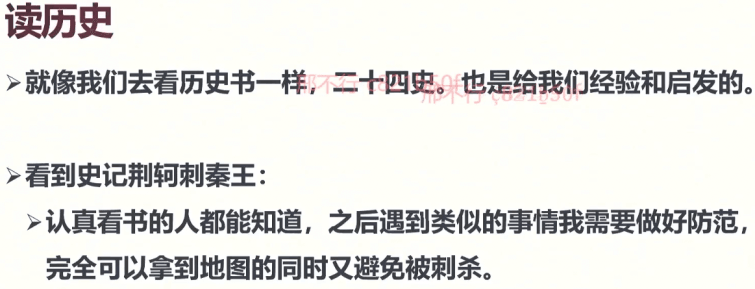 读历史
➢就像我们去看历史书一样，二十四史。也是给我们经验和启发的。
➢看到史记荆轲刺秦王：
➢认真看书的人都能知道，之后遇到类似的事情我需要做好防范，
完全可以拿到地图的同时又避免被刺杀。